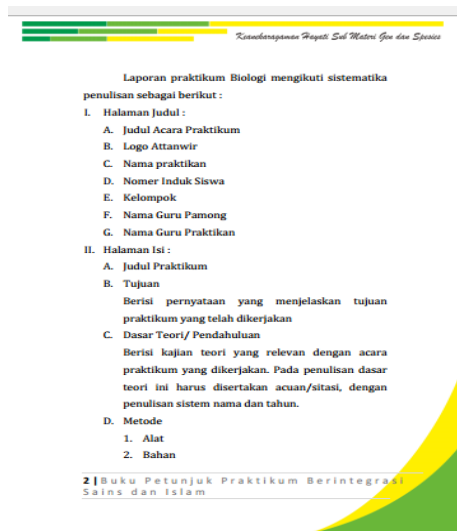 Keanekaragaman Hayati Sub Materi Gen dan Spesies
Laporan praktikum Biologi mengikuti sistematika
penulisan sebagai berikut :
I. Halaman Judul :
A. Judul Acara Praktikum
B. Logo Attanwir
C. Nama praktikan
D. Nomer Induk Siswa
E. Kelompok
F. Nama Guru Pamong
G. Nama Guru Praktikan
II. Halaman Isi :
A. Judul Praktikum
B. Tujuan
Berisi pernyataan yang menjelaskan tujuan
praktikum yang telah dikerjakan
C. Dasar Teori/ Pendahuluan
Berisi kajian teori yang relevan dengan acara
praktikum yang dikerjakan. Pada penulisan dasar
teori ini harus disertakan acuan/sitasi, dengan
penulisan sistem nama dan tahun.
D. Metode
1. Alat
2. Bahan
2 | Buku Petunjuk Praktikum Berintegrasi
Sains dan Islam